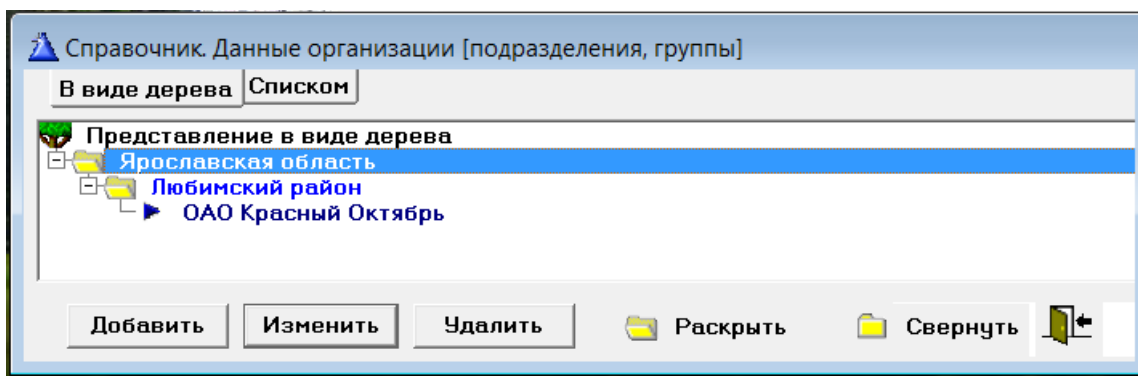 Справочник. Данные организации [подразделения, группы]
В виде дерева Списком
Представление в виде дерева
Ярославская область
Любимский район
ОАО Красный Октябрь
Добавить Изменить Удалить Раскрыть Свернуть